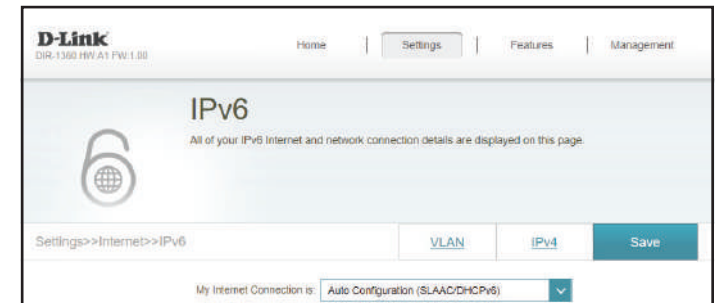 D-Link
DIR-1360 HW:A1 FW:1.00
Home | Settings | Features | Management
IPv6
All of your IPv6 Internet and network connection details are displayed on this page.
Settings>>Internet>>IPv6
VLAN
IPv4
Save
My Internet Connection is: Auto Configuration (SLAAC/DHCPv6)